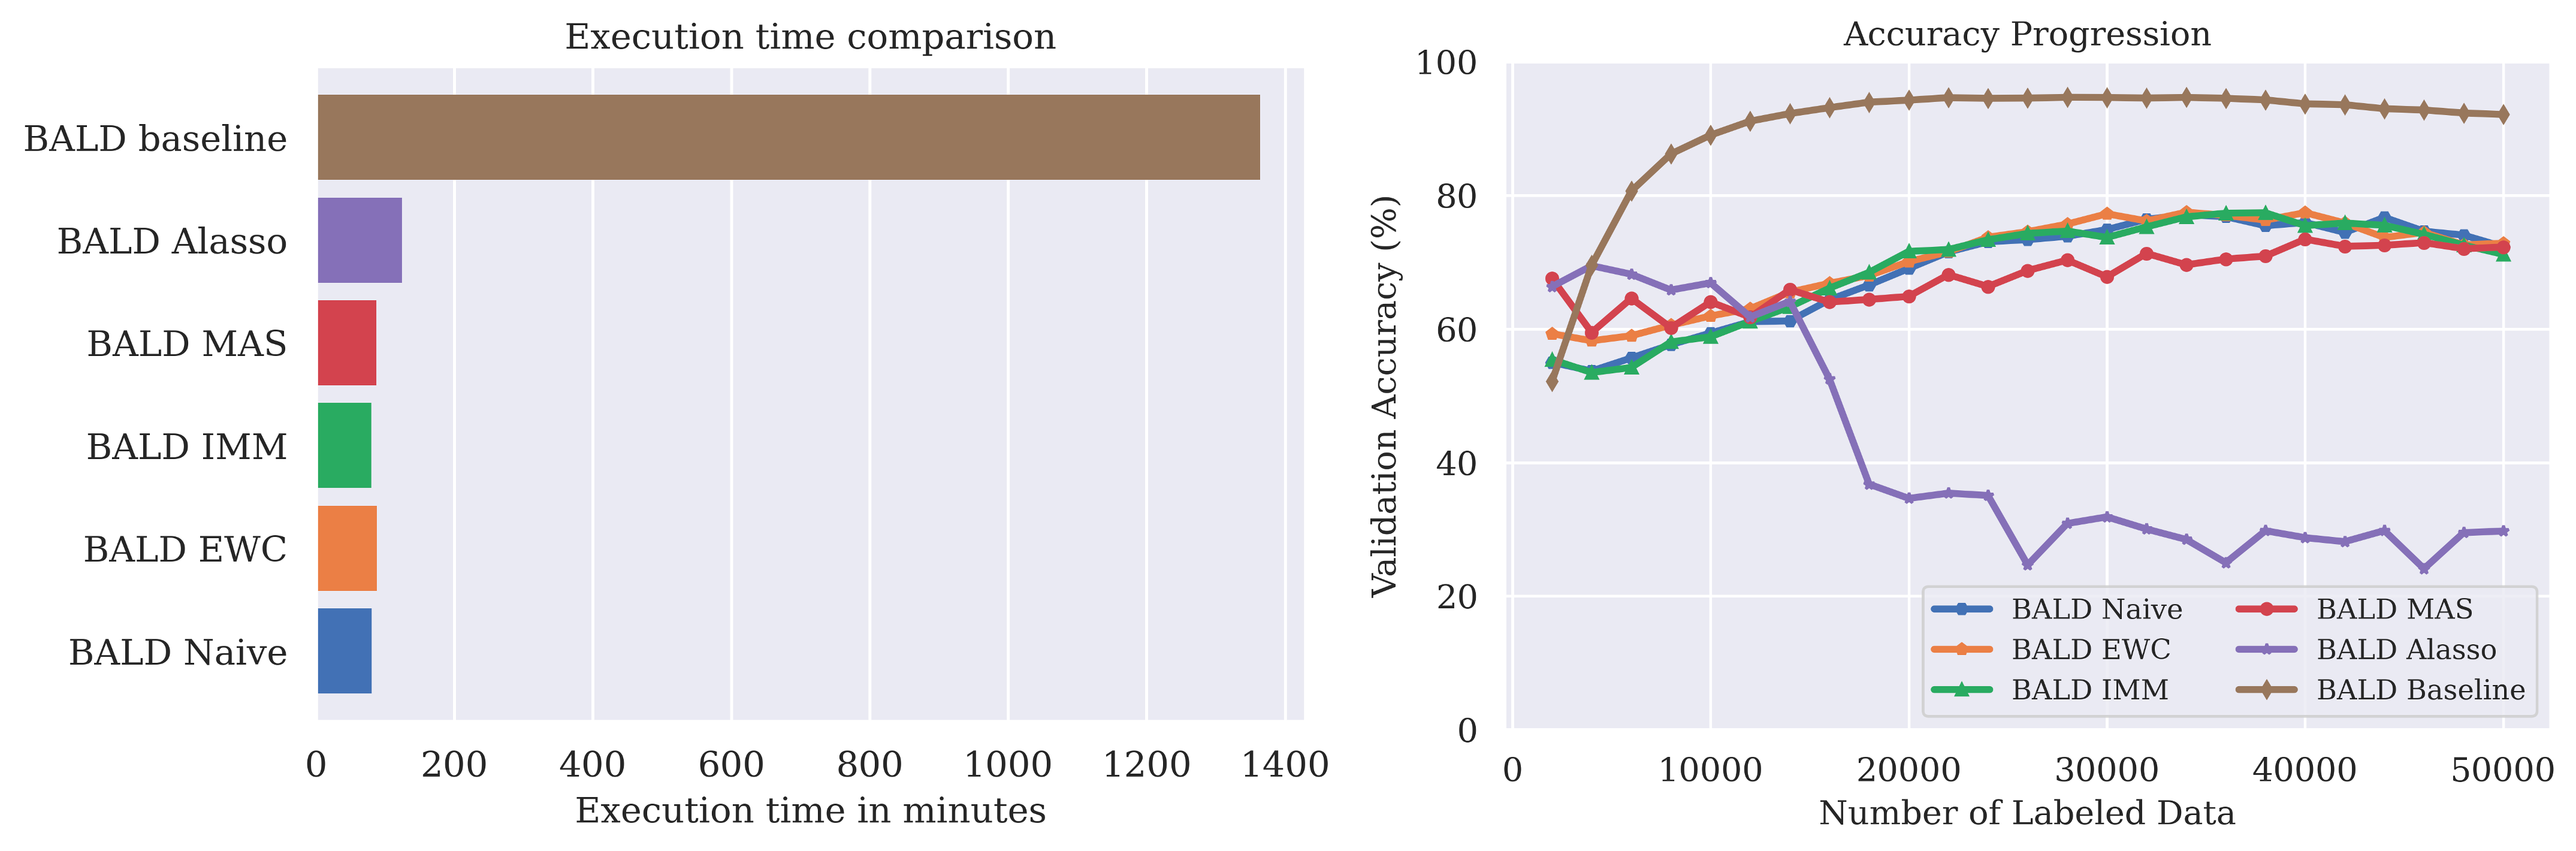 Execution time comparison
BALD baseline
BALD Alasso
BALD MAS
BALD IMM
BALD EWC
BALD Naive
0 200 400 600 800 1000 1200 1400
Execution time in minutes
Accuracy Progression
Validation Accuracy (%)
100
80
60
40
20
0
BALD Naive
BALD EWC
BALD IMM
BALD MAS
BALD Alasso
BALD Baseline
0 10000 20000 30000 40000 50000
Number of Labeled Data